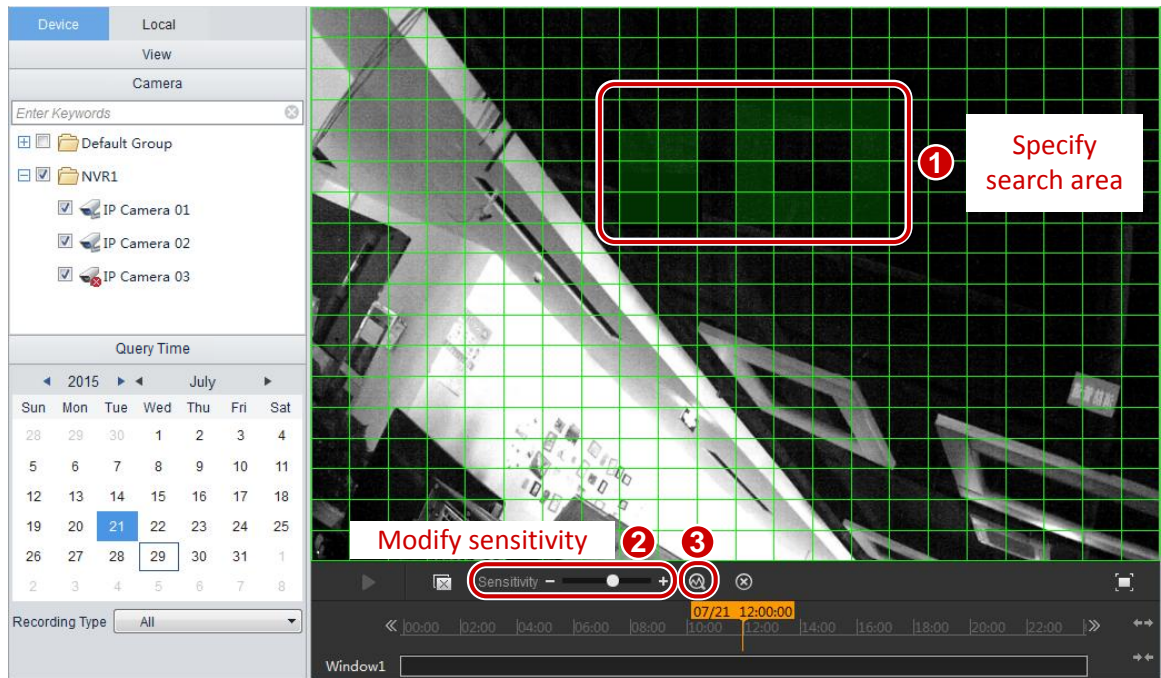 Device Local
View
Camera
Enter Keywords
Default Group
NVR1
IP Camera 01
IP Camera 02
IP Camera 03
Query Time
2015 July
Sun Mon Tue Wed Thu Fri Sat
28 29 30 1 2 3 4
5 6 7 8 9 10 11
12 13 14 15 16 17 18
19 20 21 22 23 24 25
26 27 28 29 30 31 1
2 3 4 5 6 7 8
Recording Type All
1
Specify
search area
Modify sensitivity 2 3
Sensitivity
07/21 12:00:00
00:00 02:00 04:00 06:00 08:00 10:00 12:00 14:00 16:00 18:00 20:00 22:00
Window1